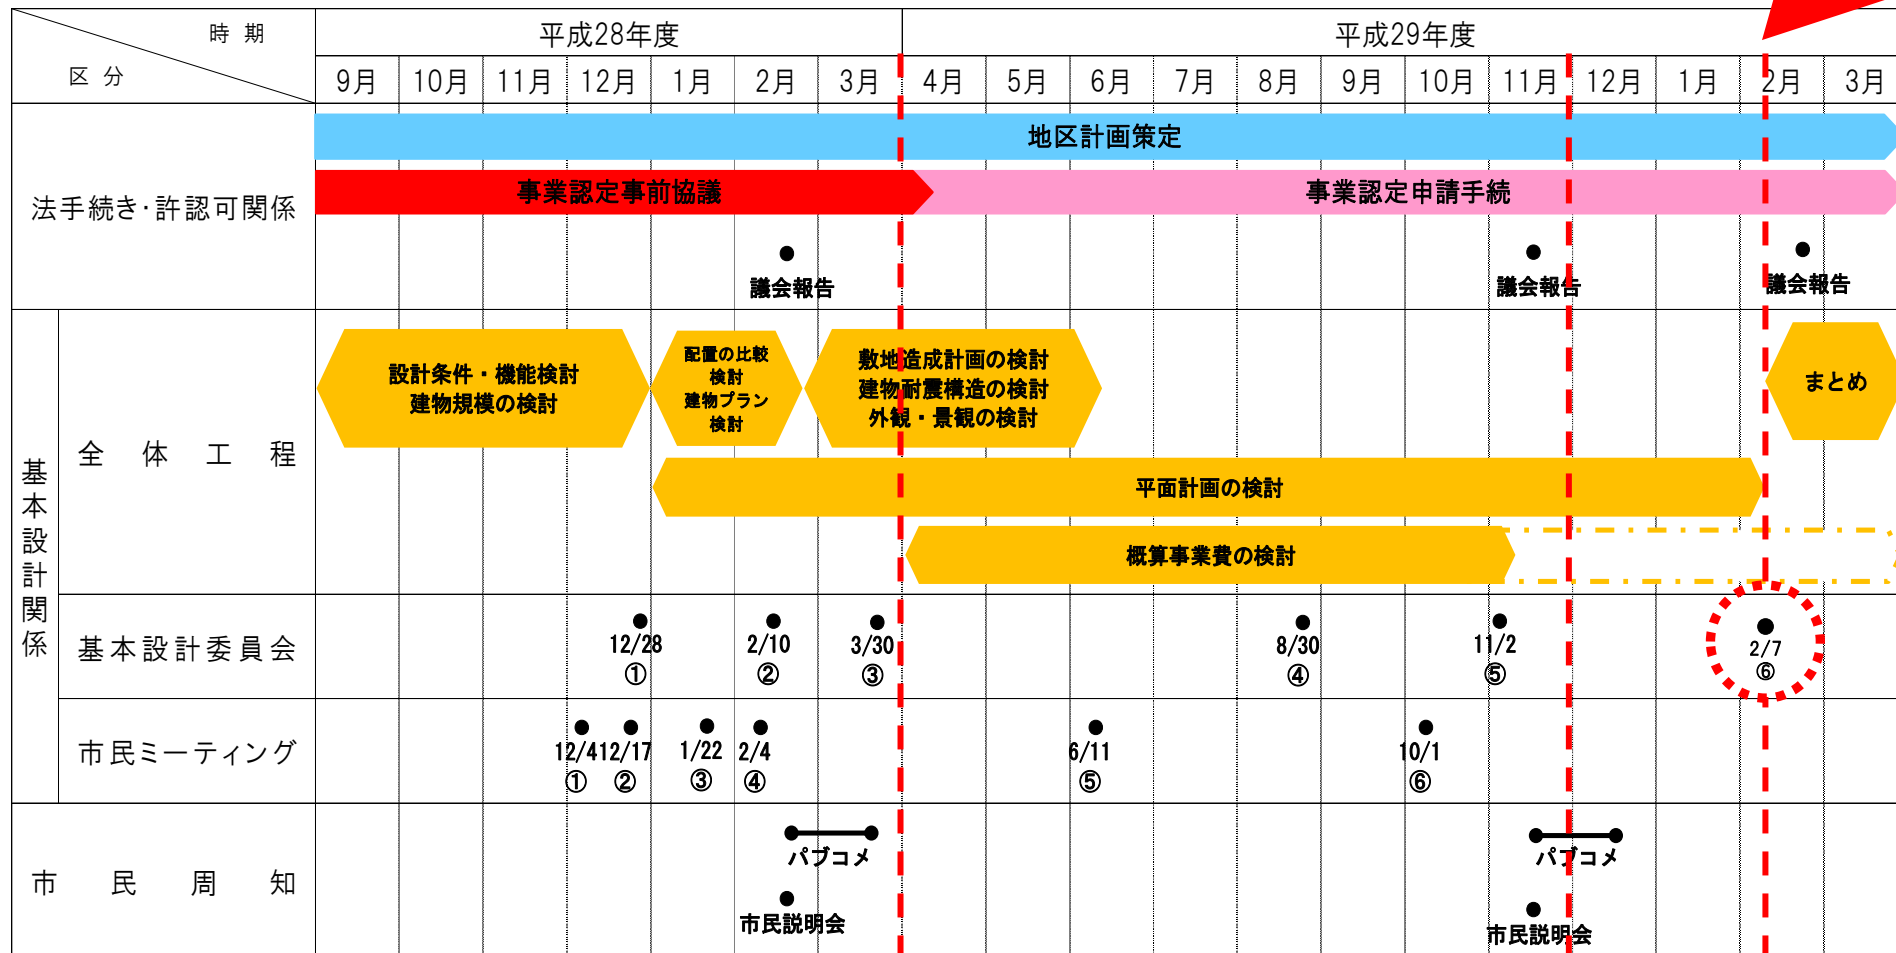 時 期
区 分
平成28年度
平成29年度
9月
10月
11月
12月
1月
2月
3月
4月
5月
6月
7月
8月
9月
10月
11月
12月
1月
2月
3月
法手続き・許認可関係
地区計画策定
事業認定事前協議
事業認定申請手続
議会報告
議会報告
議会報告
基本設計関係
全 体 工 程
設計条件・機能検討
建物規模の検討
配置の比較
検討
建物プラン
検討
敷地造成計画の検討
建物耐震構造の検討
外観・景観の検討
まとめ
平面計画の検討
概算事業費の検討
基本設計委員会
12/28
①
2/10
②
3/30
③
8/30
④
11/2
⑤
2/7
⑥
市民ミーティング
12/4
①
12/17
②
1/22
③
2/4
④
6/11
⑤
10/1
⑥
市 民 周 知
パブコメ
市民説明会
パブコメ
市民説明会